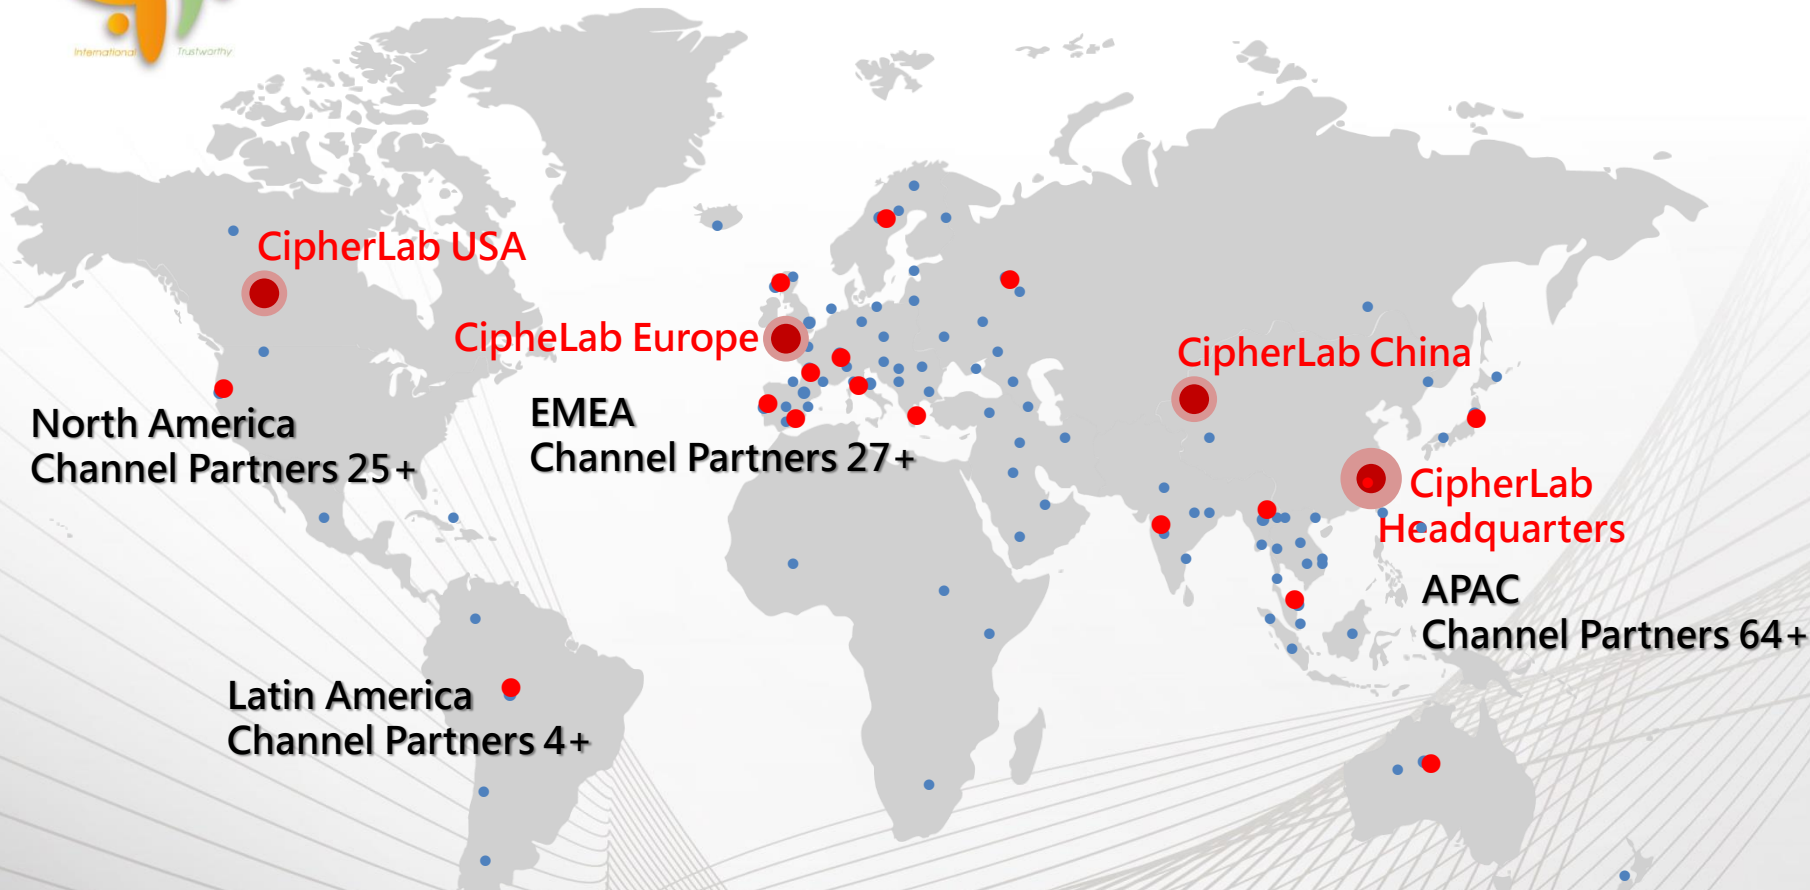 International Trustworthy
CipherLab USA
CipheLab Europe
CipherLab China
North America
Channel Partners 25+
EMEA
Channel Partners 27+
CipherLab
Headquarters
APAC
Channel Partners 64+
Latin America
Channel Partners 4+